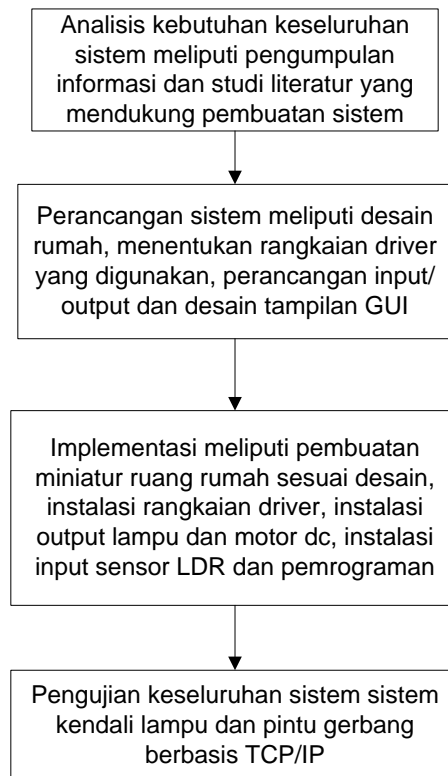 Analisis kebutuhan keseluruhan
sistem meliputi pengumpulan
informasi dan studi literatur yang
mendukung pembuatan sistem
Perancangan sistem meliputi desain
rumah, menentukan rangkaian driver
yang digunakan, perancangan input/
output dan desain tampilan GUI
Implementasi meliputi pembuatan
miniatur ruang rumah sesuai desain,
instalasi rangkaian driver, instalasi
output lampu dan motor dc, instalasi
input sensor LDR dan pemrograman
Pengujian keseluruhan sistem sistem
kendali lampu dan pintu gerbang
berbasis TCP/IP